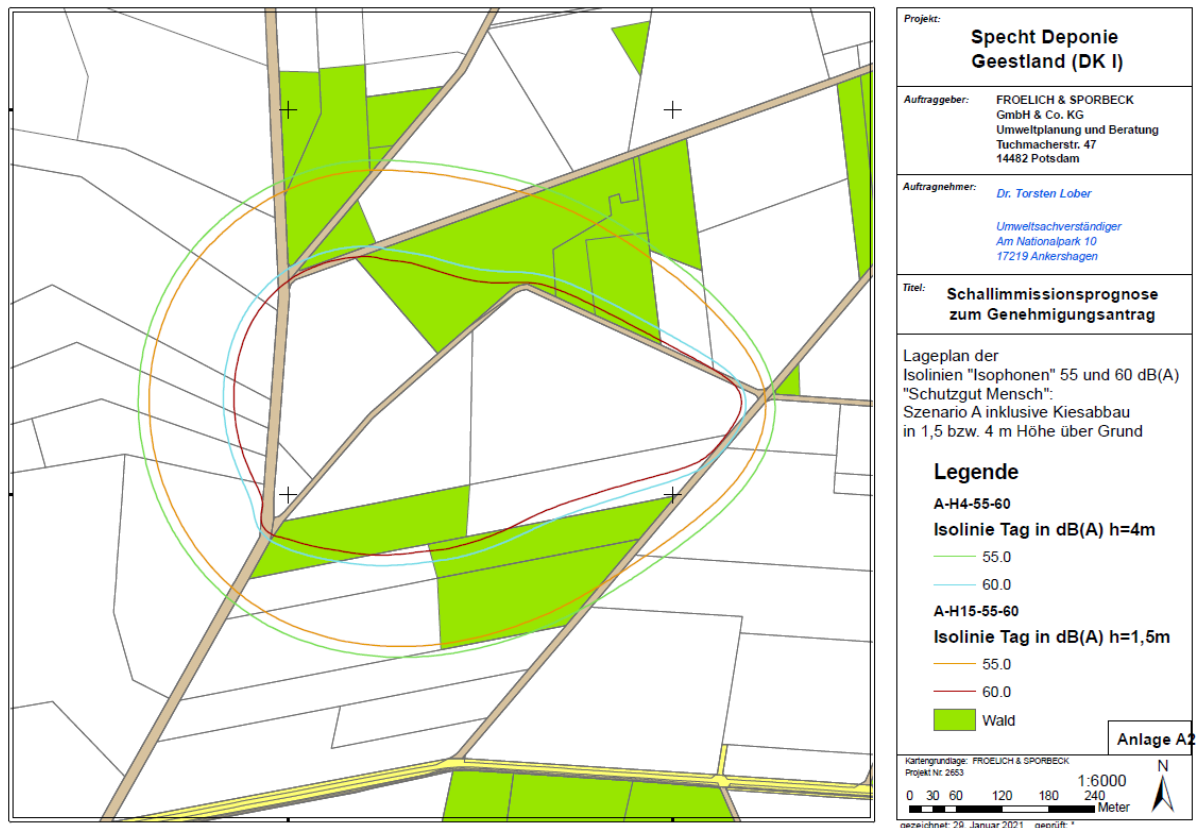 Projekt:
Specht Deponie
Geestland (DK I)
Auftraggeber:
FROELICH & SPORBECK
GmbH & Co. KG
Umweltplanung und Beratung
Tuchmacherstr. 47
14482 Potsdam
Auftragnehmer:
Dr. Torsten Lober
Umweltsachverständiger
Am Nationalpark 10
17219 Ankershagen
Titel:
Schallimmissionsprognose
zum Genehmigungsantrag
Lageplan der
Isolinien "Isophonen" 55 und 60 dB(A)
"Schutzgut Mensch":
Szenario A inklusive Kiesabbau
in 1,5 bzw. 4 m Höhe über Grund
Legende
A-H4-55-60
Isolinie Tag in dB(A) h=4m
55.0
60.0
A-H15-55-60
Isolinie Tag in dB(A) h=1,5m
55.0
60.0
Wald
Anlage A2
Kartengrundlage: FROELICH & SPORBECK
Projekt Nr. 2653
1:6000
N
0 30 60 120 180 240
Meter
gezeichnet: 29. Januar 2021 geprüft: *